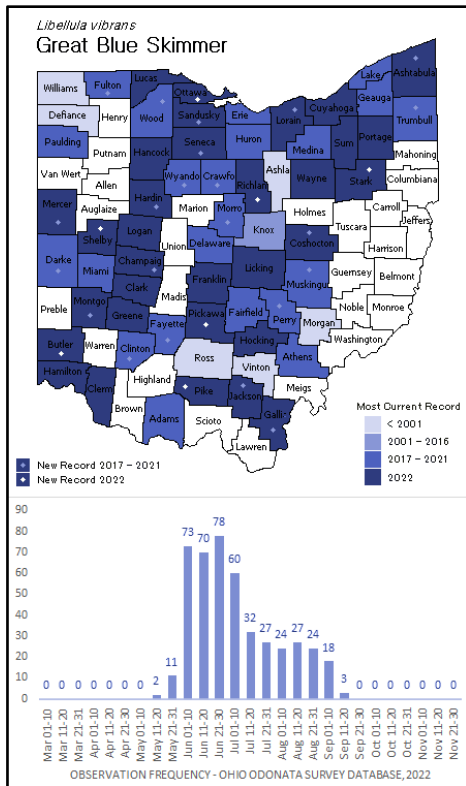 Libellula vibrans
Great Blue Skimmer
Williams
Fulton
Lucas
Ottawa
Lake
Ashtabula
Geauga
Defiance
Henry
Wood
Sandusky
Erie
Lorain
Cuyahoga
Trumbull
Paulding
Putnam
Hancock
Seneca
Huron
Medina
Sum
Portage
Mahoning
Van Wert
Allen
Wyando
Crawfo
Richlan
Ashla
Wayne
Stark
Columbiana
Mercer
Auglaize
Hardin
Marion
Morro
Knox
Holmes
Tuscara
Carroll
Jeffers
Shelby
Logan
Union
Delaware
Coshocton
Harrison
Darke
Miami
Champaig
Clark
Madis
Franklin
Licking
Muskingu
Guernsey
Belmont
Preble
Montgo
Greene
Fayette
Pickawa
Fairfield
Perry
Morgan
Noble
Monroe
Washington
Butler
Warren
Clinton
Ross
Hocking
Vinton
Athens
Hamilton
Clerm
Highland
Pike
Jackson
Meigs
Brown
Adams
Scioto
Lawren
Galli
Most Current Record
< 2001
2001 - 2016
2017 - 2021
2022
New Record 2017 - 2021
New Record 2022
90
80
70
60
50
40
30
20
10
0
0 0 0 0 0 0 0 2 11 73 70 78 60 32 27 24 27 24 18 3 0 0 0 0 0 0 0
Mar 01-10
Mar 11-20
Mar 21-31
Apr 01-10
Apr 11-20
Apr 21-30
May 01-10
May 11-20
May 21-31
Jun 01-10
Jun 11-20
Jun 21-30
Jul 01-10
Jul 11-20
Jul 21-31
Aug 01-10
Aug 11-20
Aug 21-31
Sep 01-10
Sep 11-20
Sep 21-30
Oct 01-10
Oct 11-20
Oct 21-31
Nov 01-10
Nov 11-20
Nov 21-30
OBSERVATION FREQUENCY - OHIO ODONATA SURVEY DATABASE, 2022